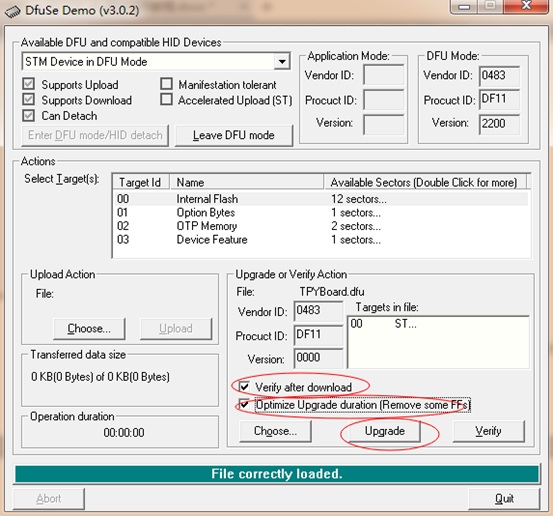 DfuSe Demo (v3.0.2)
Available DFU and compatible HID Devices
STM Device in DFU Mode
Supports Upload
Manifestation tolerant
Supports Download
Accelerated Upload (ST)
Can Detach
Enter DFU mode/HID detach
Leave DFU mode
Application Mode:
Vendor ID:
Procuct ID:
Version:
DFU Mode:
Vendor ID: 0483
Procuct ID: DF11
Version: 2200
Actions
Select Target(s):
Target Id Name Available Sectors (Double Click for more)
00 Internal Flash 12 sectors...
01 Option Bytes 1 sectors...
02 OTP Memory 2 sectors...
03 Device Feature 1 sectors...
Upload Action
File:
Choose... Upload
Transferred data size
0 KB(0 Bytes) of 0 KB(0 Bytes)
Operation duration
00:00:00
Upgrade or Verify Action
File: TPYBoard.dfu
Vendor ID: 0483
Procuct ID: DF11
Version: 0000
Targets in file:
00 ST...
Verify after download
Optimize Upgrade duration (Remove some FFs)
Choose... Upgrade Verify
File correctly loaded.
Abort Quit